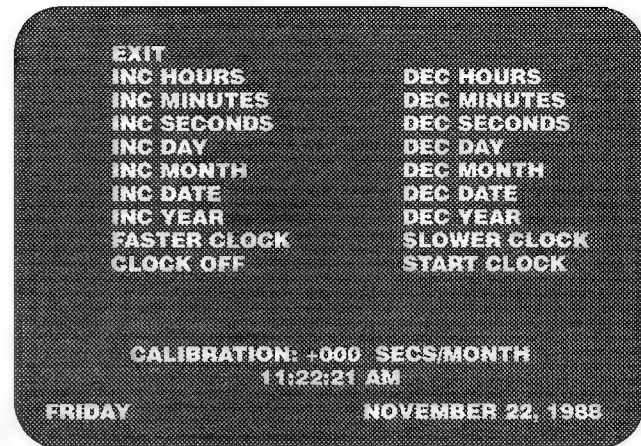 EXIT
INC HOURS DEC HOURS
INC MINUTES DEC MINUTES
INC SECONDS DEC SECONDS
INC DAY DEC DAY
INC MONTH DEC MONTH
INC DATE DEC DATE
INC YEAR DEC YEAR
FASTER CLOCK SLOWER CLOCK
CLOCK OFF START CLOCK
CALIBRATION: +000 SECS/MONTH
11:22:21 AM
FRIDAY NOVEMBER 22, 1988